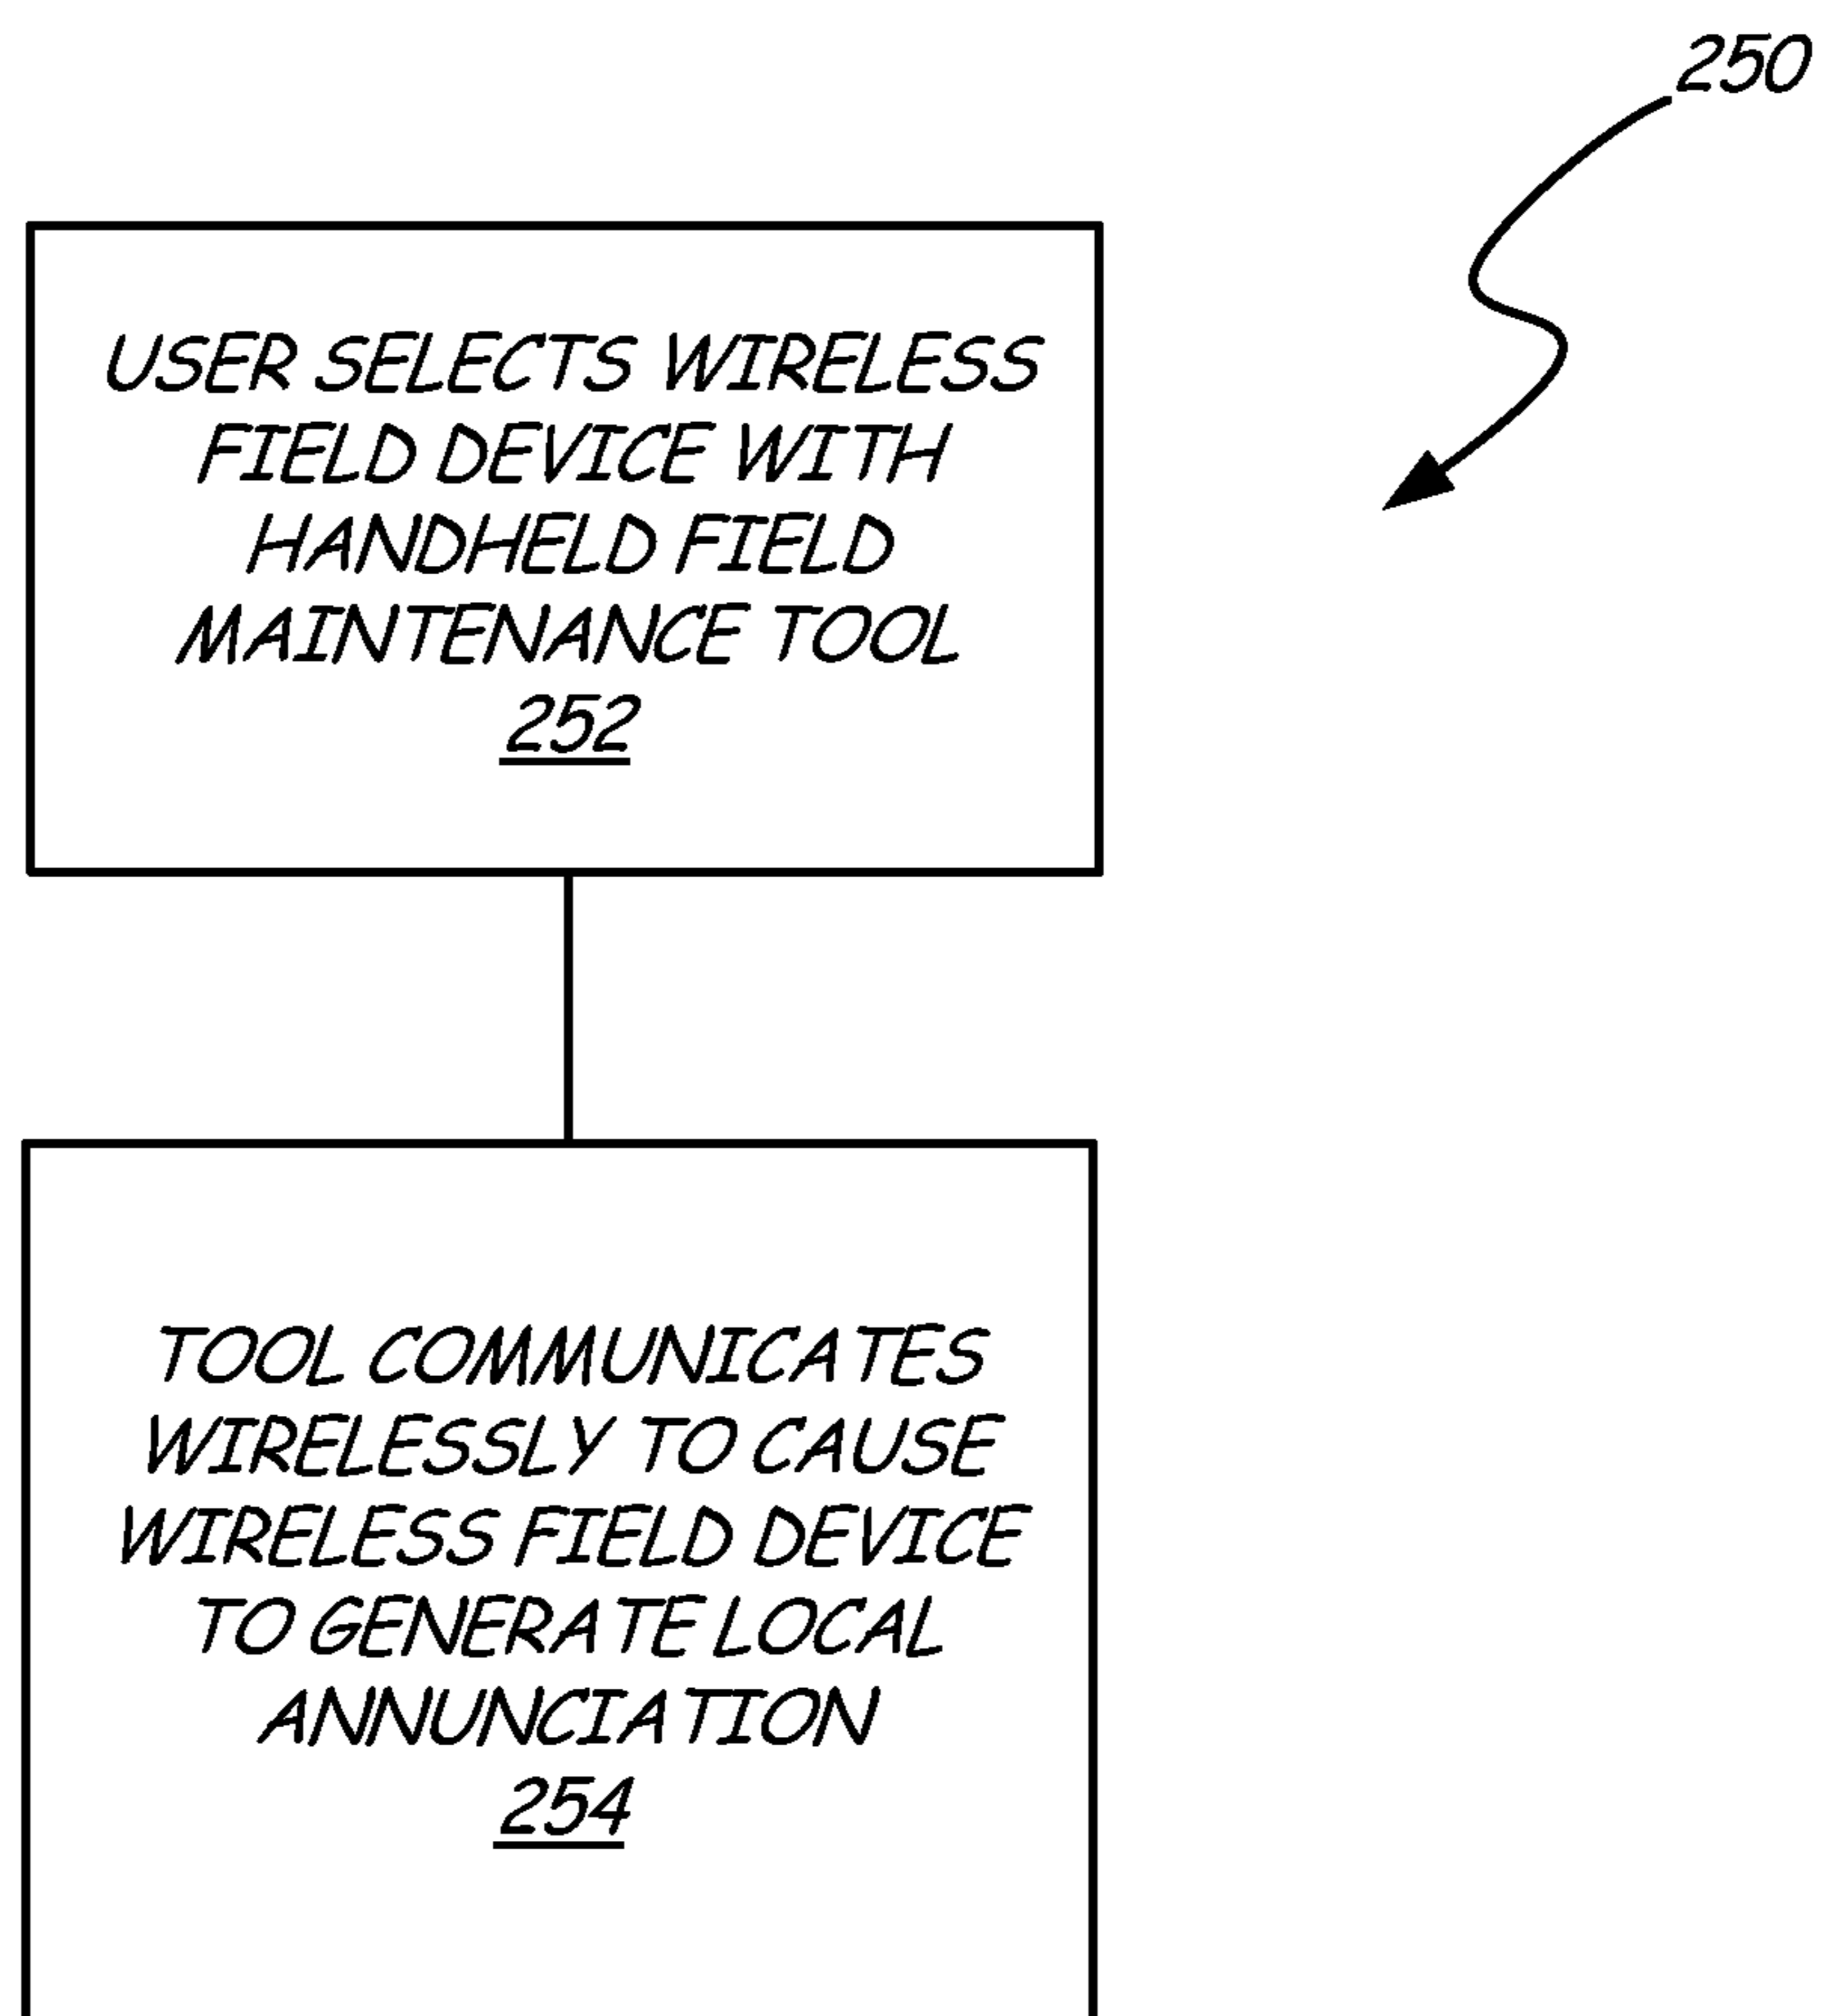 250
USER SELECTS WIRELESS
FIELD DEVICE WITH
HANDHELD FIELD
MAINTENANCE TOOL
252
TOOL COMMUNICATES
WIRELESSLY TO CAUSE
WIRELESS FIELD DEVICE
TO GENERATE LOCAL
ANNUNCIATION
254